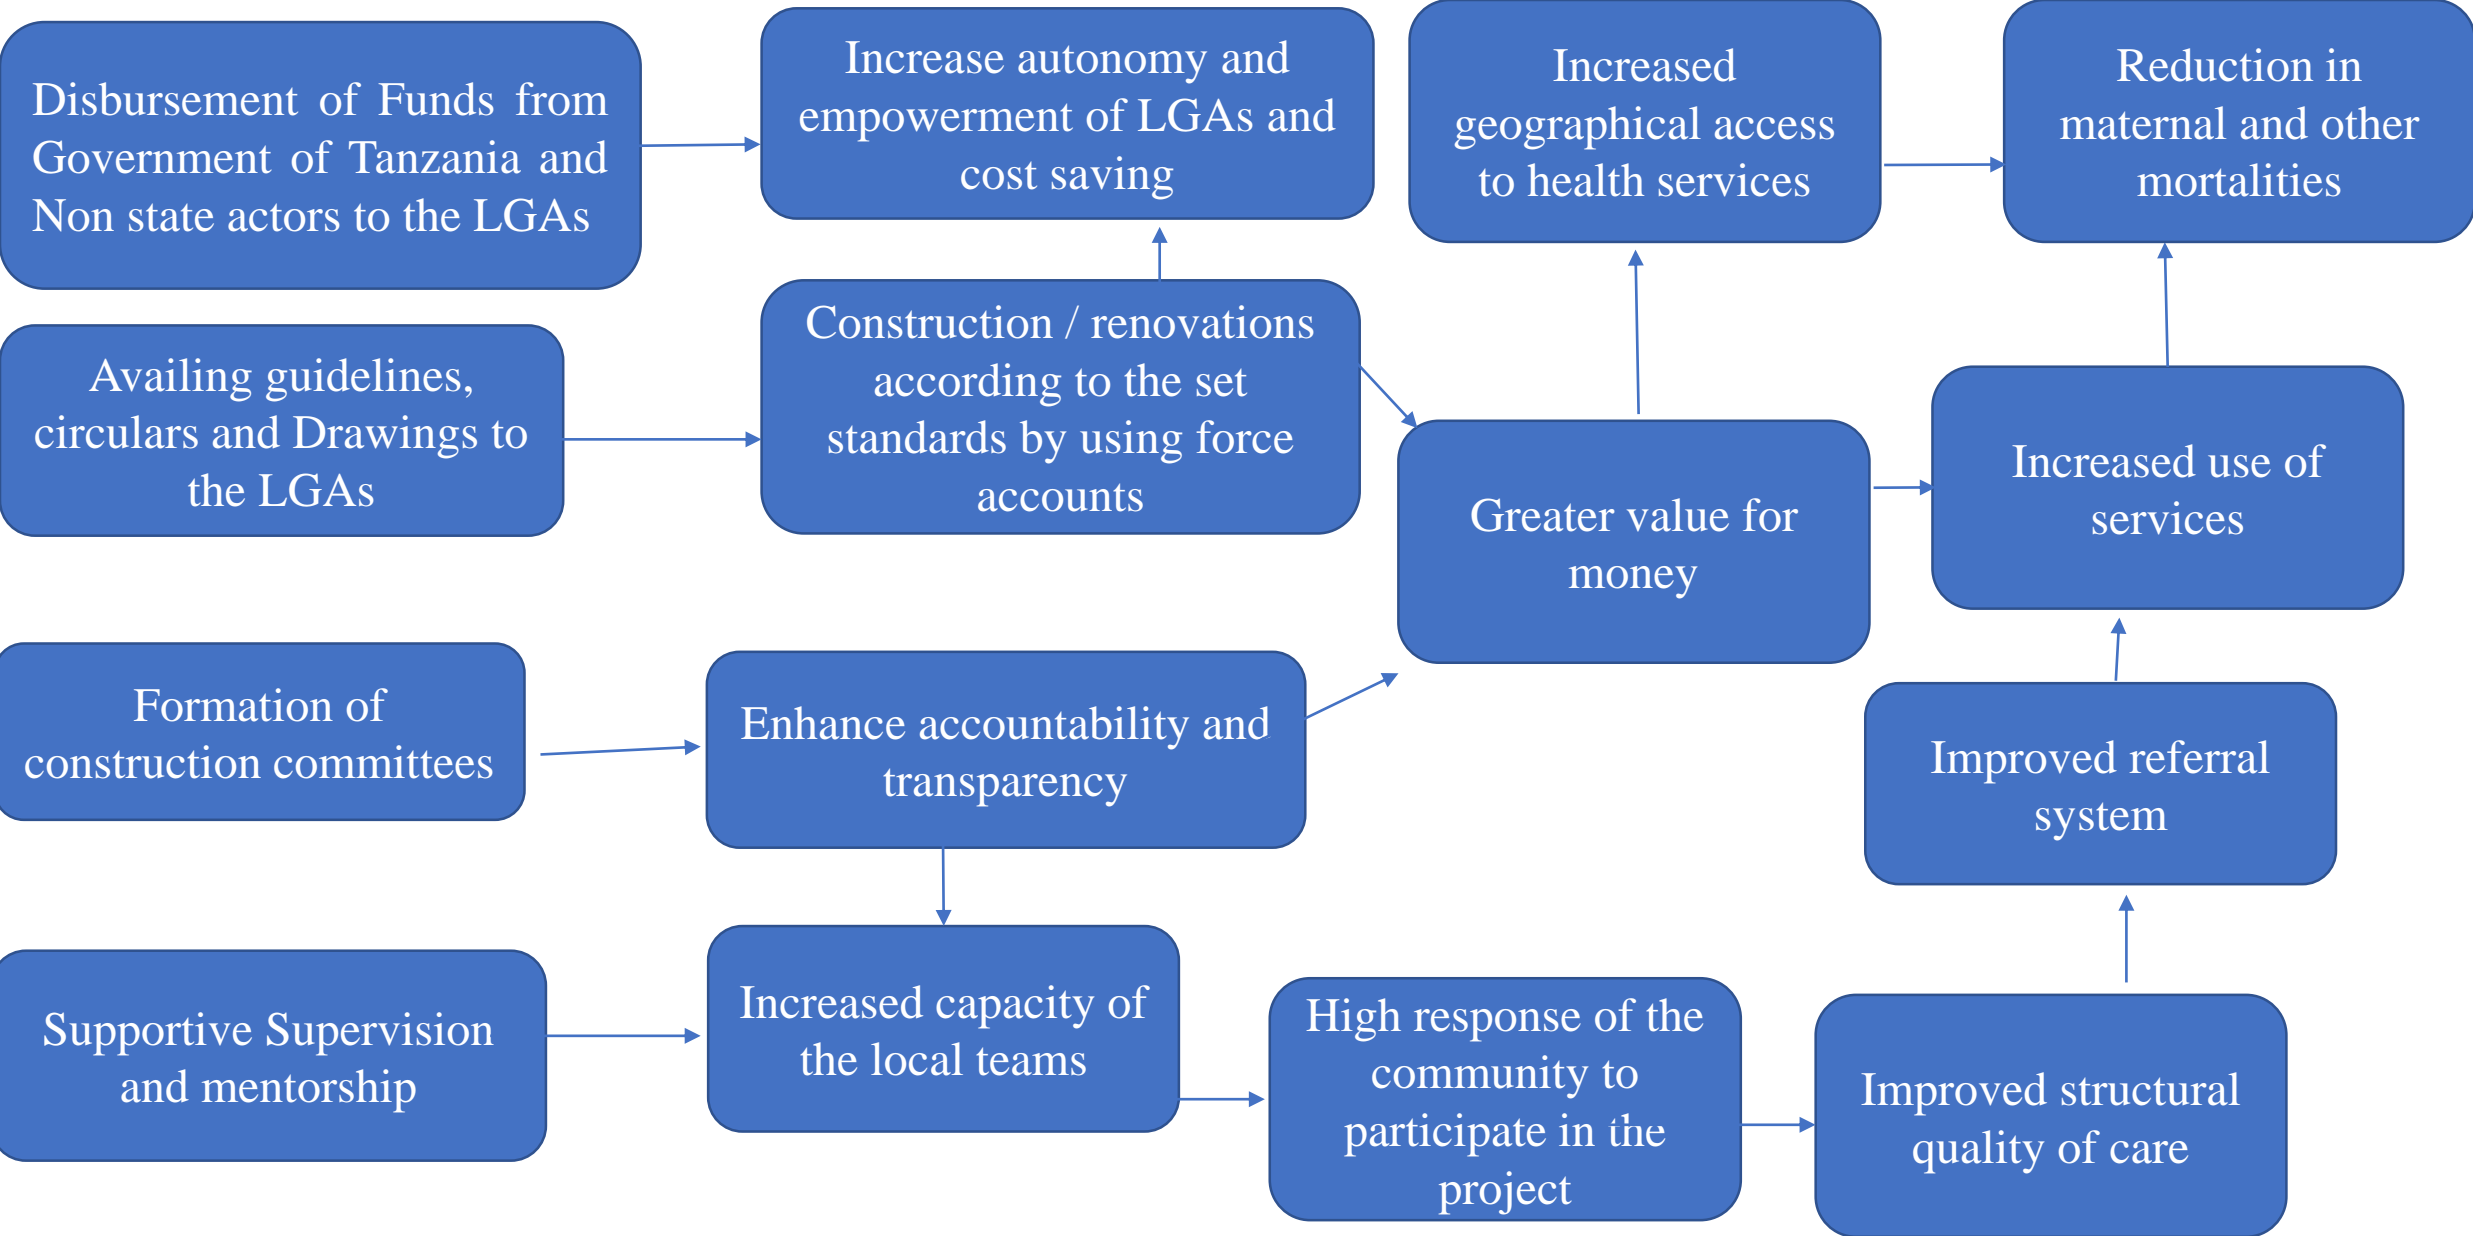 Disbursement of Funds from
Government of Tanzania and
Non state actors to the LGAs
Increase autonomy and
empowerment of LGAs and
cost saving
Increased
geographical access
to health services
Reduction in
maternal and other
mortalities
Availing guidelines,
circulars and Drawings to
the LGAs
Construction / renovations
according to the set
standards by using force
accounts
Greater value for
money
Increased use of
services
Formation of
construction committees
Enhance accountability and
transparency
Improved referral
system
Supportive Supervision
and mentorship
Increased capacity of
the local teams
High response of the
community to
participate in the
project
Improved structural
quality of care